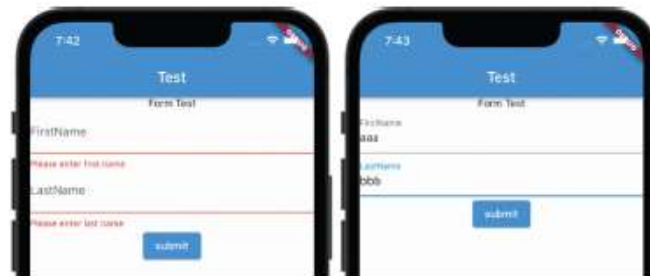 7:42
Test
Form Test
FirstName
Please enter first name
LastName
Please enter last name
submit
7:43
Test
Form Test
FirstName
aaa
LastName
bbb
submit